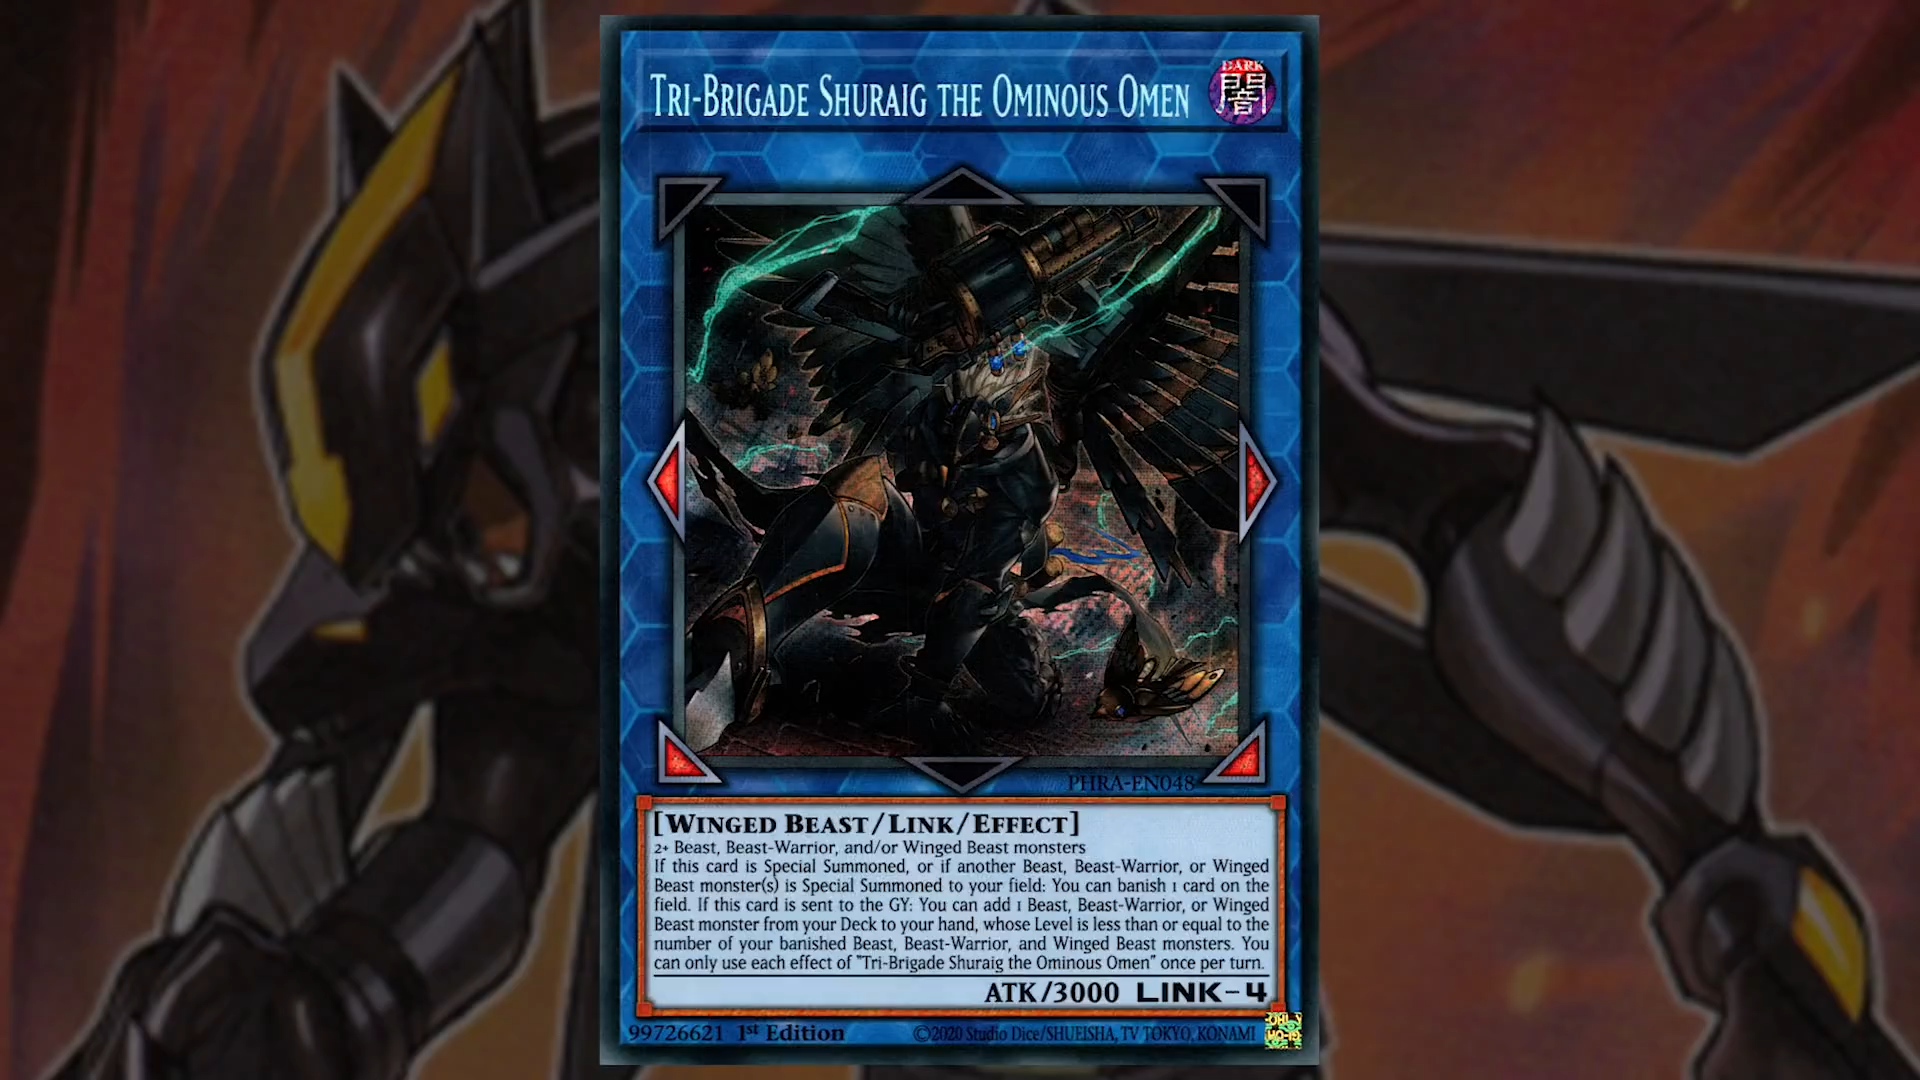 TRI-BRIGADE SHURAIG THE OMINOUS OMEN
DARK
闇
PHRA-EN048
[WINGED BEAST/LINK/EFFECT]
2+ Beast, Beast-Warrior, and/or Winged Beast monsters
If this card is Special Summoned, or if another Beast, Beast-Warrior, or Winged
Beast monster(s) is Special Summoned to your field: You can banish 1 card on the
field. If this card is sent to the GY: You can add 1 Beast, Beast-Warrior, or Winged
Beast monster from your Deck to your hand, whose Level is less than or equal to the
number of your banished Beast, Beast-Warrior, and Winged Beast monsters. You
can only use each effect of "Tri-Brigade Shuraig the Ominous Omen" once per turn.
ATK/3000 LINK-4
99726621 1st Edition ©2020 Studio Dice/SHUEISHA, TV TOKYO, KONAMI